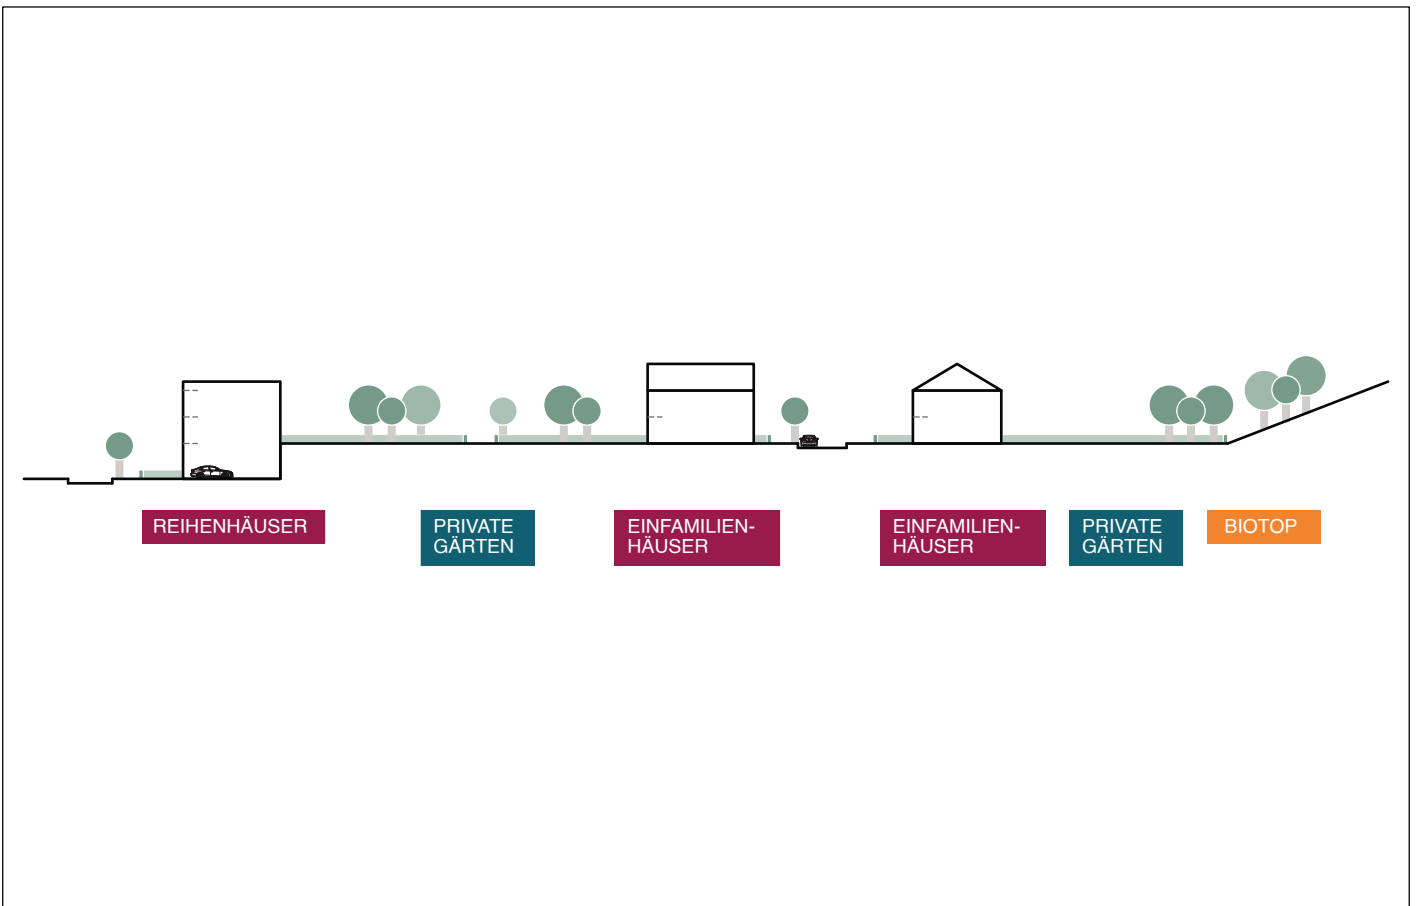 REIHENHÄUSER
PRIVATE
GÄRTEN
EINFAMILIEN-
HÄUSER
EINFAMILIEN-
HÄUSER
PRIVATE
GÄRTEN
BIOTOP